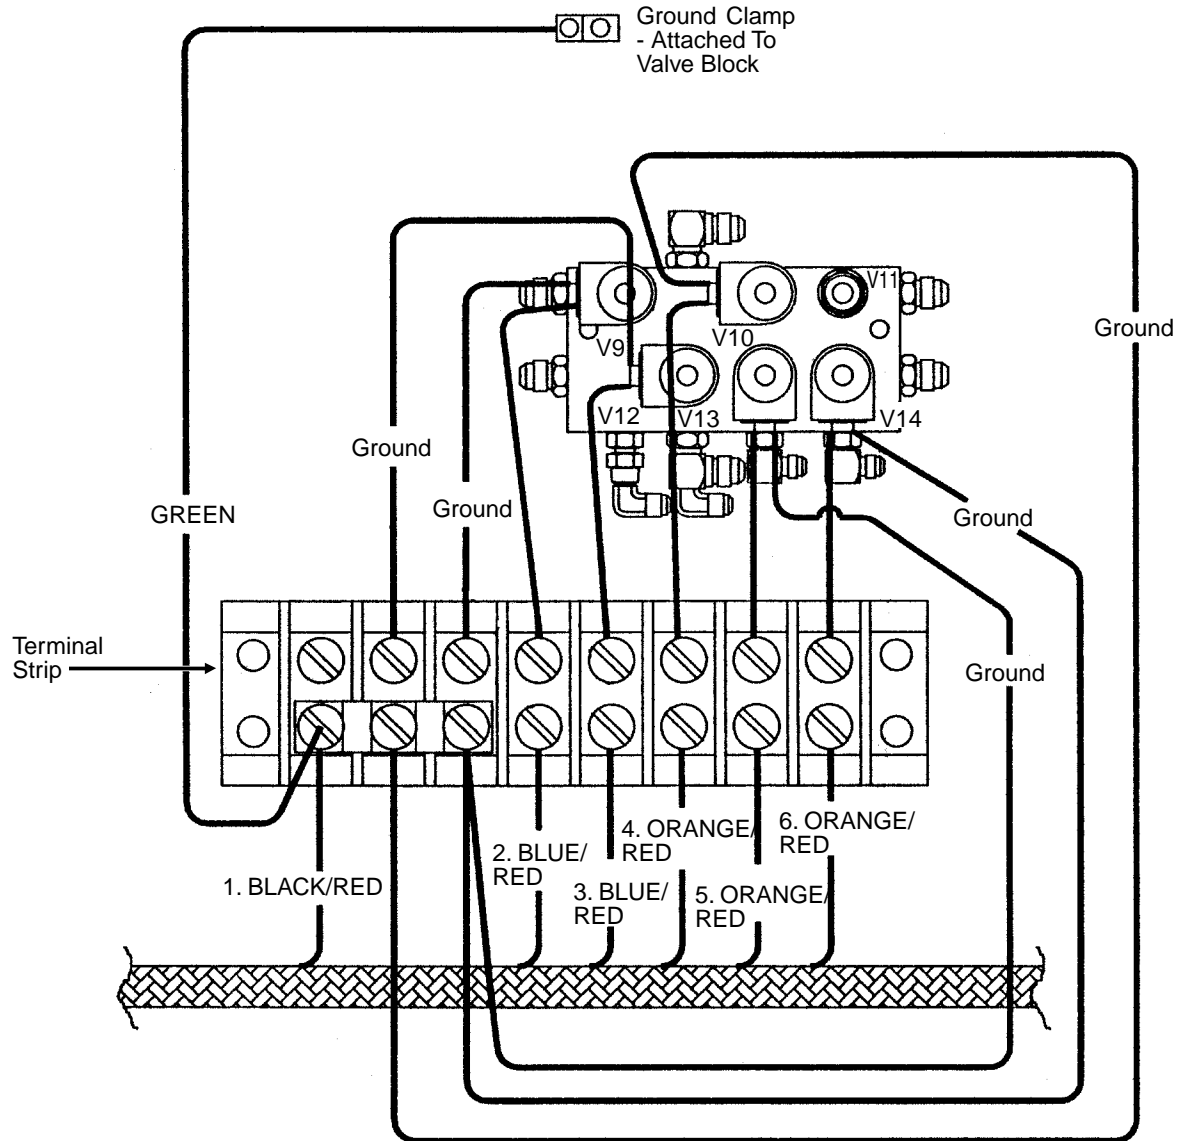 Ground Clamp
- Attached To
Valve Block
V11
V9
V10
Ground
V12
V13
V14
Ground
GREEN
Ground
Ground
Terminal
Strip
Ground
1. BLACK/RED
2. BLUE/
RED
3. BLUE/
RED
4. ORANGE/
RED
5. ORANGE/
RED
6. ORANGE/
RED